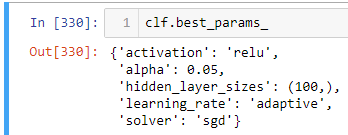 In [330]: 1 clf.best_params_
Out[330]: {'activation': 'relu',
'alpha': 0.05,
'hidden_layer_sizes': (100,),
'learning_rate': 'adaptive',
'solver': 'sgd'}